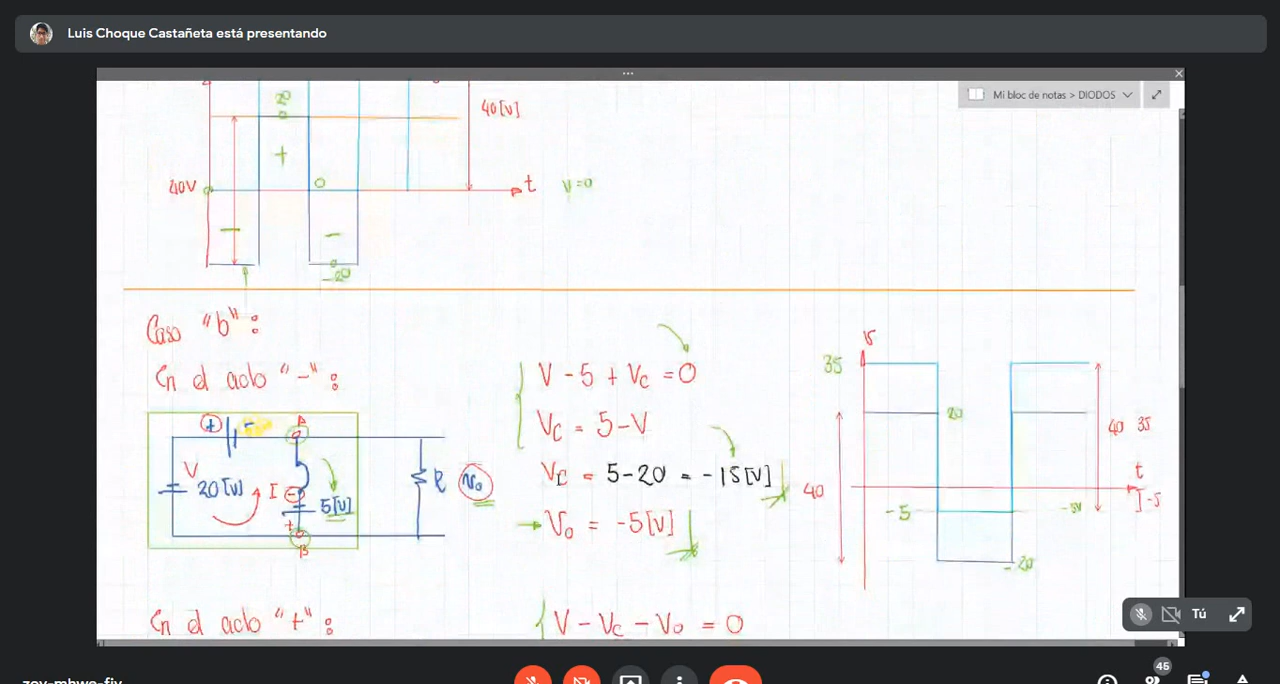 Luis Choque Castañeta está presentando
Mi bloc de notas > DIODOS
20
40[V]
+
40V
0
t
V=0
-
-
-20
Caso "b":
En el ciclo "-":
V - 5 + Vc = 0
Vc = 5 - V
Vc = 5 - 20 = -15[V]
Vo = -5[V]
+
-
A
V
20[V]
I
-
5[V]
+
B
R
Vo
v
35
20
40 35
t
40
-5
-5V
]-5
-20
En el ciclo "+":
V - Vc - Vo = 0
Tú
45